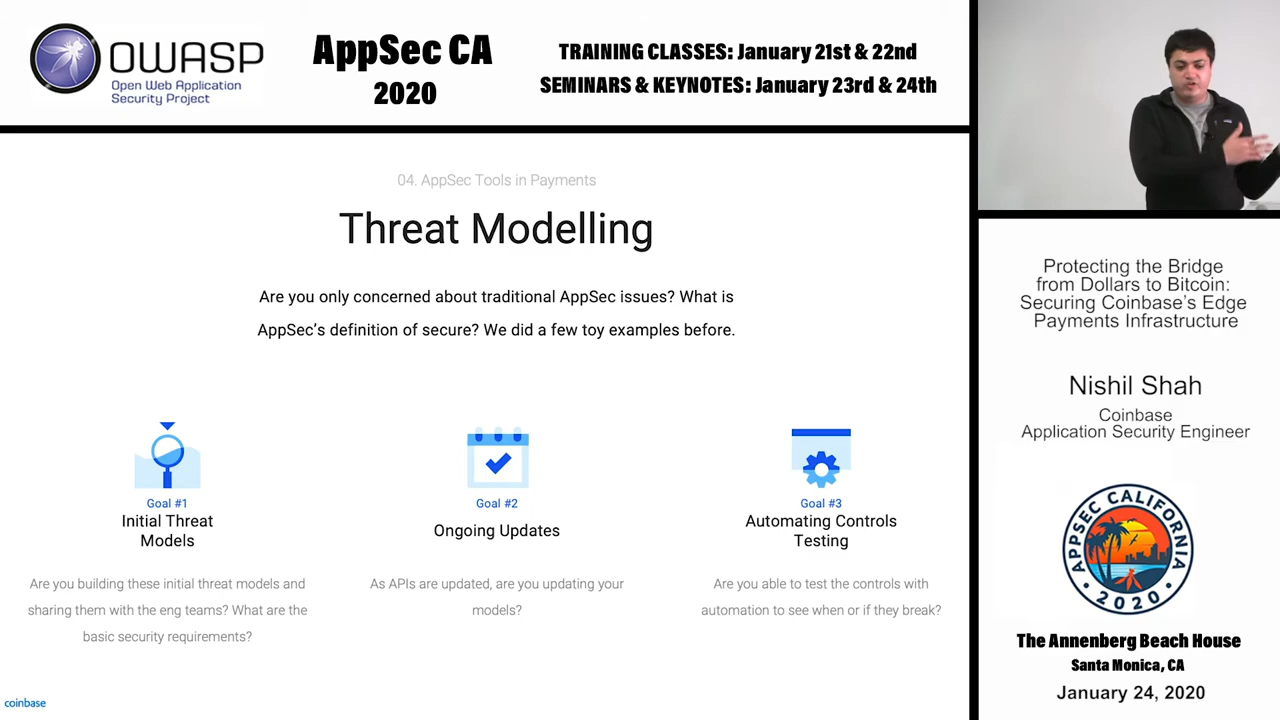 OWASP
Open Web Application
Security Project
AppSec CA
2020
TRAINING CLASSES: January 21st & 22nd
SEMINARS & KEYNOTES: January 23rd & 24th
04. AppSec Tools in Payments
Threat Modelling
Are you only concerned about traditional AppSec issues? What is
AppSec's definition of secure? We did a few toy examples before.
Goal #1
Initial Threat
Models
Are you building these initial threat models and
sharing them with the eng teams? What are the
basic security requirements?
Goal #2
Ongoing Updates
As APIs are updated, are you updating your
models?
Goal #3
Automating Controls
Testing
Are you able to test the controls with
automation to see when or if they break?
coinbase
Protecting the Bridge
from Dollars to Bitcoin:
Securing Coinbase's Edge
Payments Infrastructure
Nishil Shah
Coinbase
Application Security Engineer
APPSEC CALIFORNIA
2020
The Annenberg Beach House
Santa Monica, CA
January 24, 2020